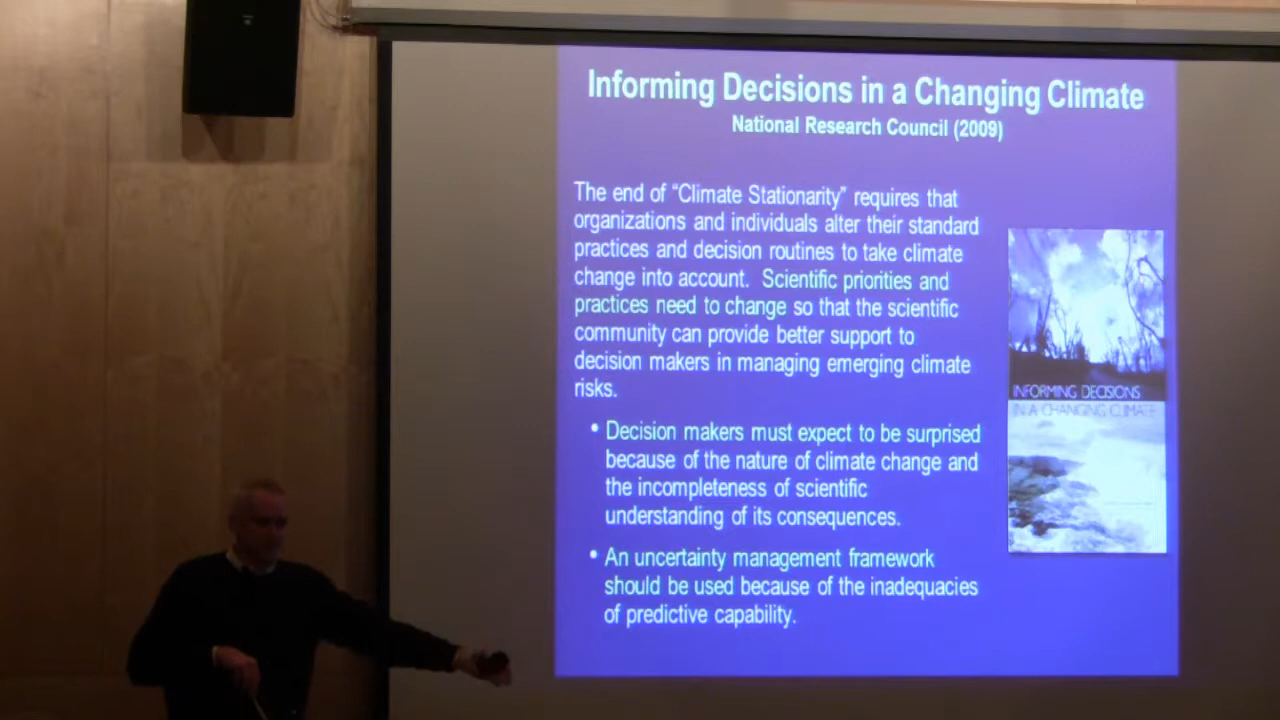 Informing Decisions in a Changing Climate
National Research Council (2009)
The end of “Climate Stationarity” requires that
organizations and individuals alter their standard
practices and decision routines to take climate
change into account. Scientific priorities and
practices need to change so that the scientific
community can provide better support to
decision makers in managing emerging climate
risks.
• Decision makers must expect to be surprised
because of the nature of climate change and
the incompleteness of scientific
understanding of its consequences.
• An uncertainty management framework
should be used because of the inadequacies
of predictive capability.
INFORMING DECISIONS
IN A CHANGING CLIMATE